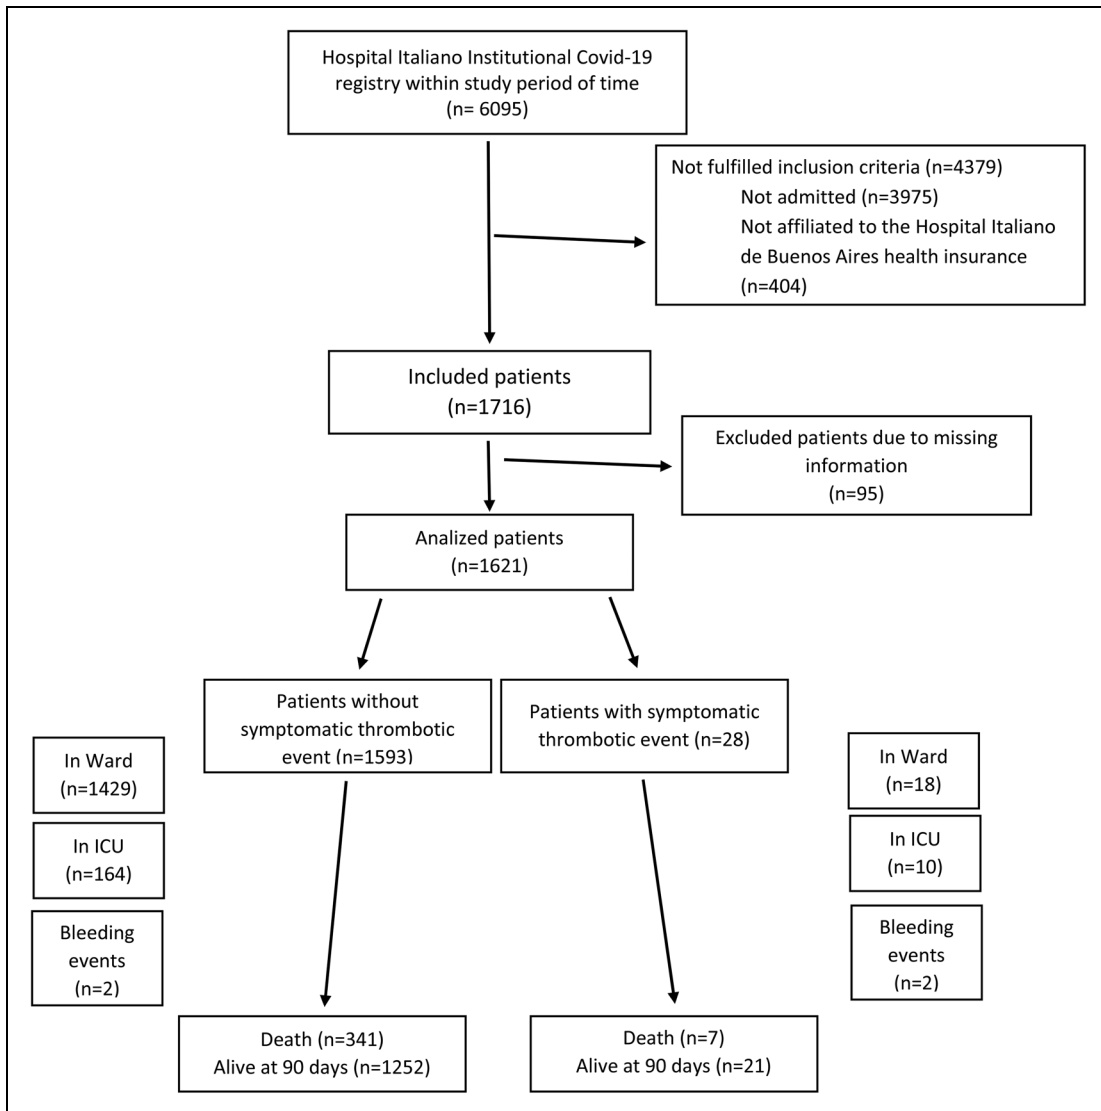 Hospital Italiano Institutional Covid-19
registry within study period of time
(n= 6095)
Not fulfilled inclusion criteria (n=4379)
Not admitted (n=3975)
Not affiliated to the Hospital Italiano
de Buenos Aires health insurance
(n=404)
Included patients
(n=1716)
Excluded patients due to missing
information
(n=95)
Analized patients
(n=1621)
Patients without
symptomatic thrombotic
event (n=1593)
Patients with symptomatic
thrombotic event (n=28)
In Ward
(n=1429)
In ICU
(n=164)
Bleeding
events
(n=2)
In Ward
(n=18)
In ICU
(n=10)
Bleeding
events
(n=2)
Death (n=341)
Alive at 90 days (n=1252)
Death (n=7)
Alive at 90 days (n=21)